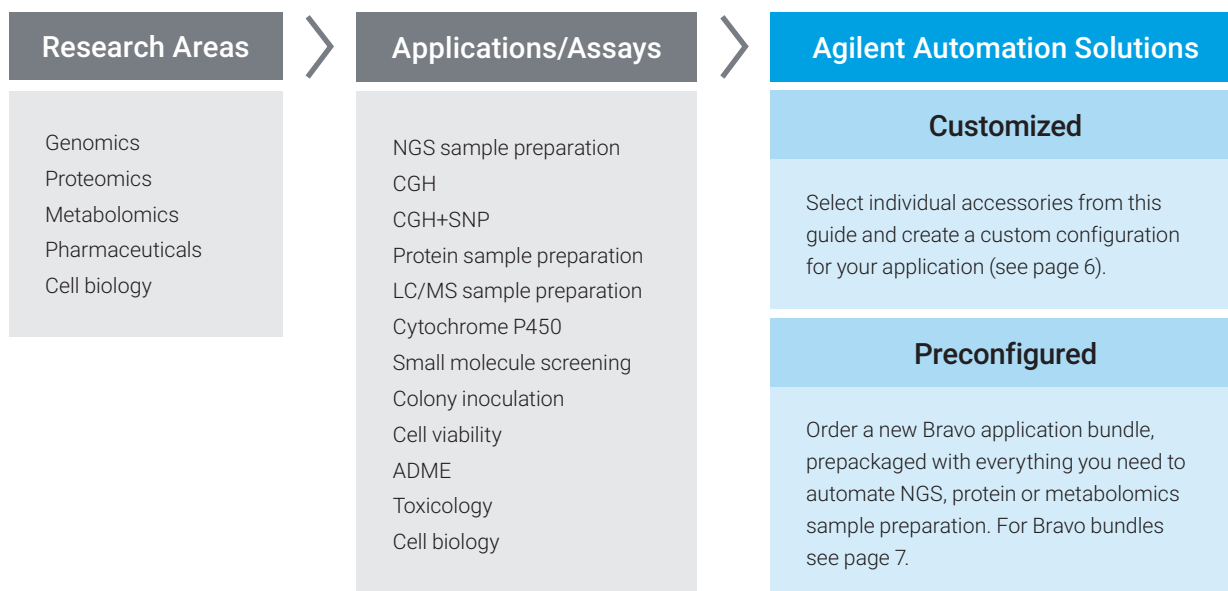 Research Areas
Genomics
Proteomics
Metabolomics
Pharmaceuticals
Cell biology
Applications/Assays
NGS sample preparation
CGH
CGH+SNP
Protein sample preparation
LC/MS sample preparation
Cytochrome P450
Small molecule screening
Colony inoculation
Cell viability
ADME
Toxicology
Cell biology
Agilent Automation Solutions
Customized
Select individual accessories from this
guide and create a custom configuration
for your application (see page 6).
Preconfigured
Order a new Bravo application bundle,
prepackaged with everything you need to
automate NGS, protein or metabolomics
sample preparation. For Bravo bundles
see page 7.